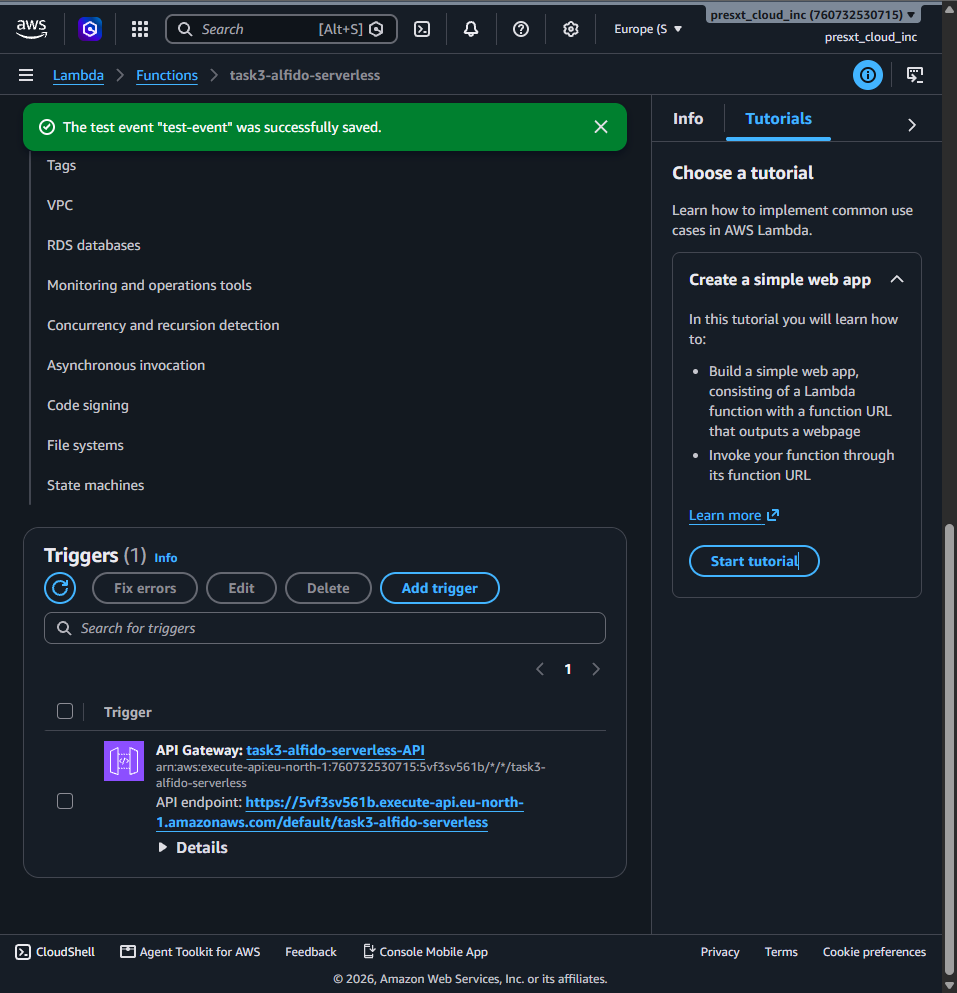 aws
Search [Alt+S]
Europe (S
presxt_cloud_inc (760732530715)
presxt_cloud_inc
Lambda
Functions
task3-alfido-serverless
The test event "test-event" was successfully saved.
Tags
VPC
RDS databases
Monitoring and operations tools
Concurrency and recursion detection
Asynchronous invocation
Code signing
File systems
State machines
Triggers (1) Info
Fix errors
Edit
Delete
Add trigger
Search for triggers
1
Trigger
API Gateway: task3-alfido-serverless-API
arn:aws:execute-api:eu-north-1:760732530715:5vf3sv561b/*/*/task3-
alfido-serverless
API endpoint: https://5vf3sv561b.execute-api.eu-north-
1.amazonaws.com/default/task3-alfido-serverless
Details
Info
Tutorials
Choose a tutorial
Learn how to implement common use
cases in AWS Lambda.
Create a simple web app
In this tutorial you will learn how
to:
• Build a simple web app,
consisting of a Lambda
function with a function URL
that outputs a webpage
• Invoke your function through
its function URL
Learn more
Start tutorial
CloudShell
Agent Toolkit for AWS
Feedback
Console Mobile App
Privacy
Terms
Cookie preferences
© 2026, Amazon Web Services, Inc. or its affiliates.